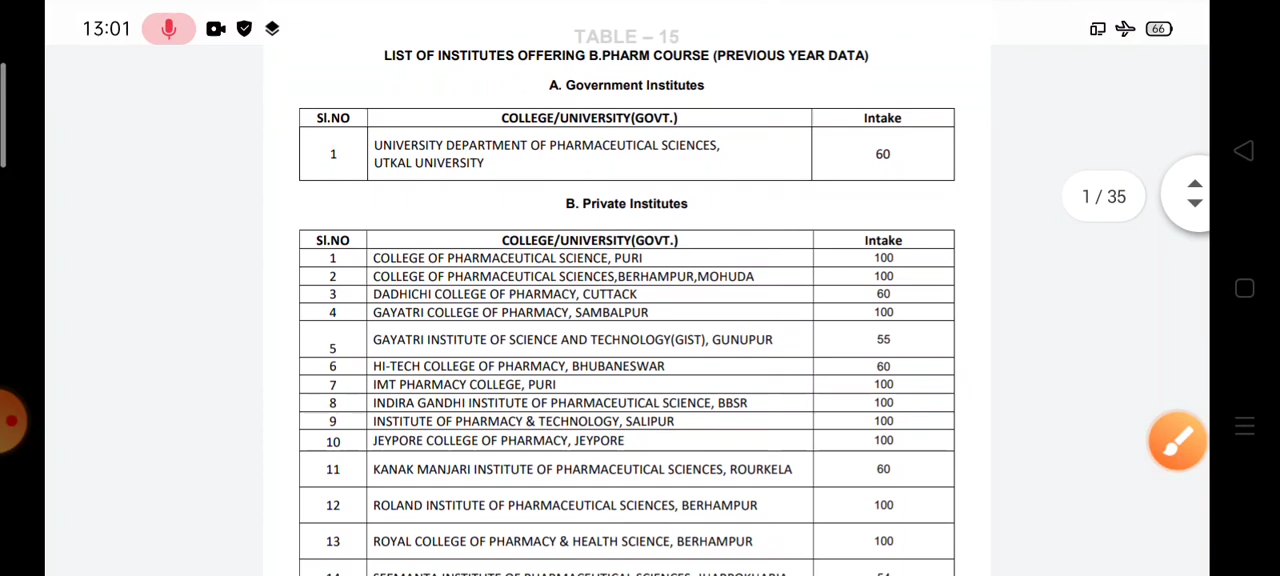 13:01
66
TABLE – 15
LIST OF INSTITUTES OFFERING B.PHARM COURSE (PREVIOUS YEAR DATA)
A. Government Institutes
Sl.NO COLLEGE/UNIVERSITY(GOVT.) Intake
1 UNIVERSITY DEPARTMENT OF PHARMACEUTICAL SCIENCES,
UTKAL UNIVERSITY 60
1 / 35
B. Private Institutes
Sl.NO COLLEGE/UNIVERSITY(GOVT.) Intake
1 COLLEGE OF PHARMACEUTICAL SCIENCE, PURI 100
2 COLLEGE OF PHARMACEUTICAL SCIENCES,BERHAMPUR,MOHUDA 100
3 DADHICHI COLLEGE OF PHARMACY, CUTTACK 60
4 GAYATRI COLLEGE OF PHARMACY, SAMBALPUR 100
5 GAYATRI INSTITUTE OF SCIENCE AND TECHNOLOGY(GIST), GUNUPUR 55
6 HI-TECH COLLEGE OF PHARMACY, BHUBANESWAR 60
7 IMT PHARMACY COLLEGE, PURI 100
8 INDIRA GANDHI INSTITUTE OF PHARMACEUTICAL SCIENCE, BBSR 100
9 INSTITUTE OF PHARMACY & TECHNOLOGY, SALIPUR 100
10 JEYPORE COLLEGE OF PHARMACY, JEYPORE 100
11 KANAK MANJARI INSTITUTE OF PHARMACEUTICAL SCIENCES, ROURKELA 60
12 ROLAND INSTITUTE OF PHARMACEUTICAL SCIENCES, BERHAMPUR 100
13 ROYAL COLLEGE OF PHARMACY & HEALTH SCIENCE, BERHAMPUR 100